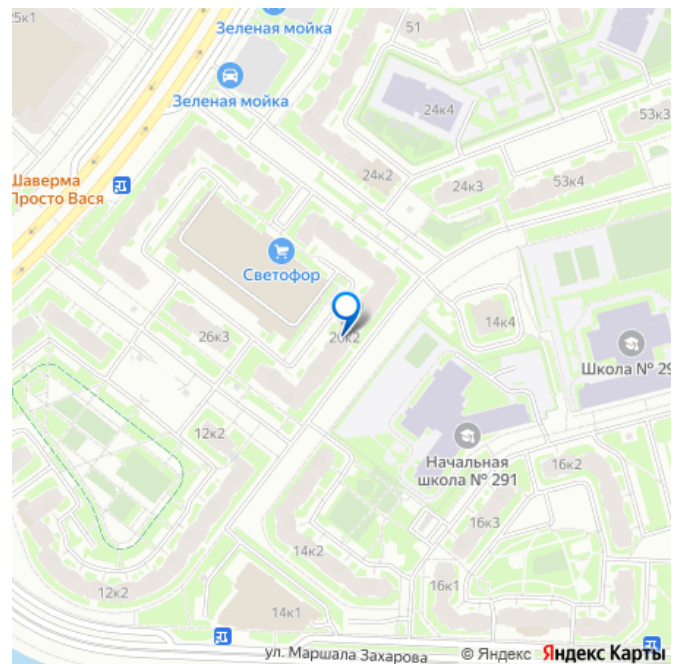 25к1
Зеленая мойка
51
Зеленая мойка
24к4
53к3
Шаверма
Просто Вася
24к2
24к3
53к4
Светофор
26к3
26к2
14к4
Школа № 29
12к2
Начальная
школа № 291
16к2
16к3
14к2
12к2
16к1
14к1
ул. Маршала Захарова
© Яндекс Яндекс Карты